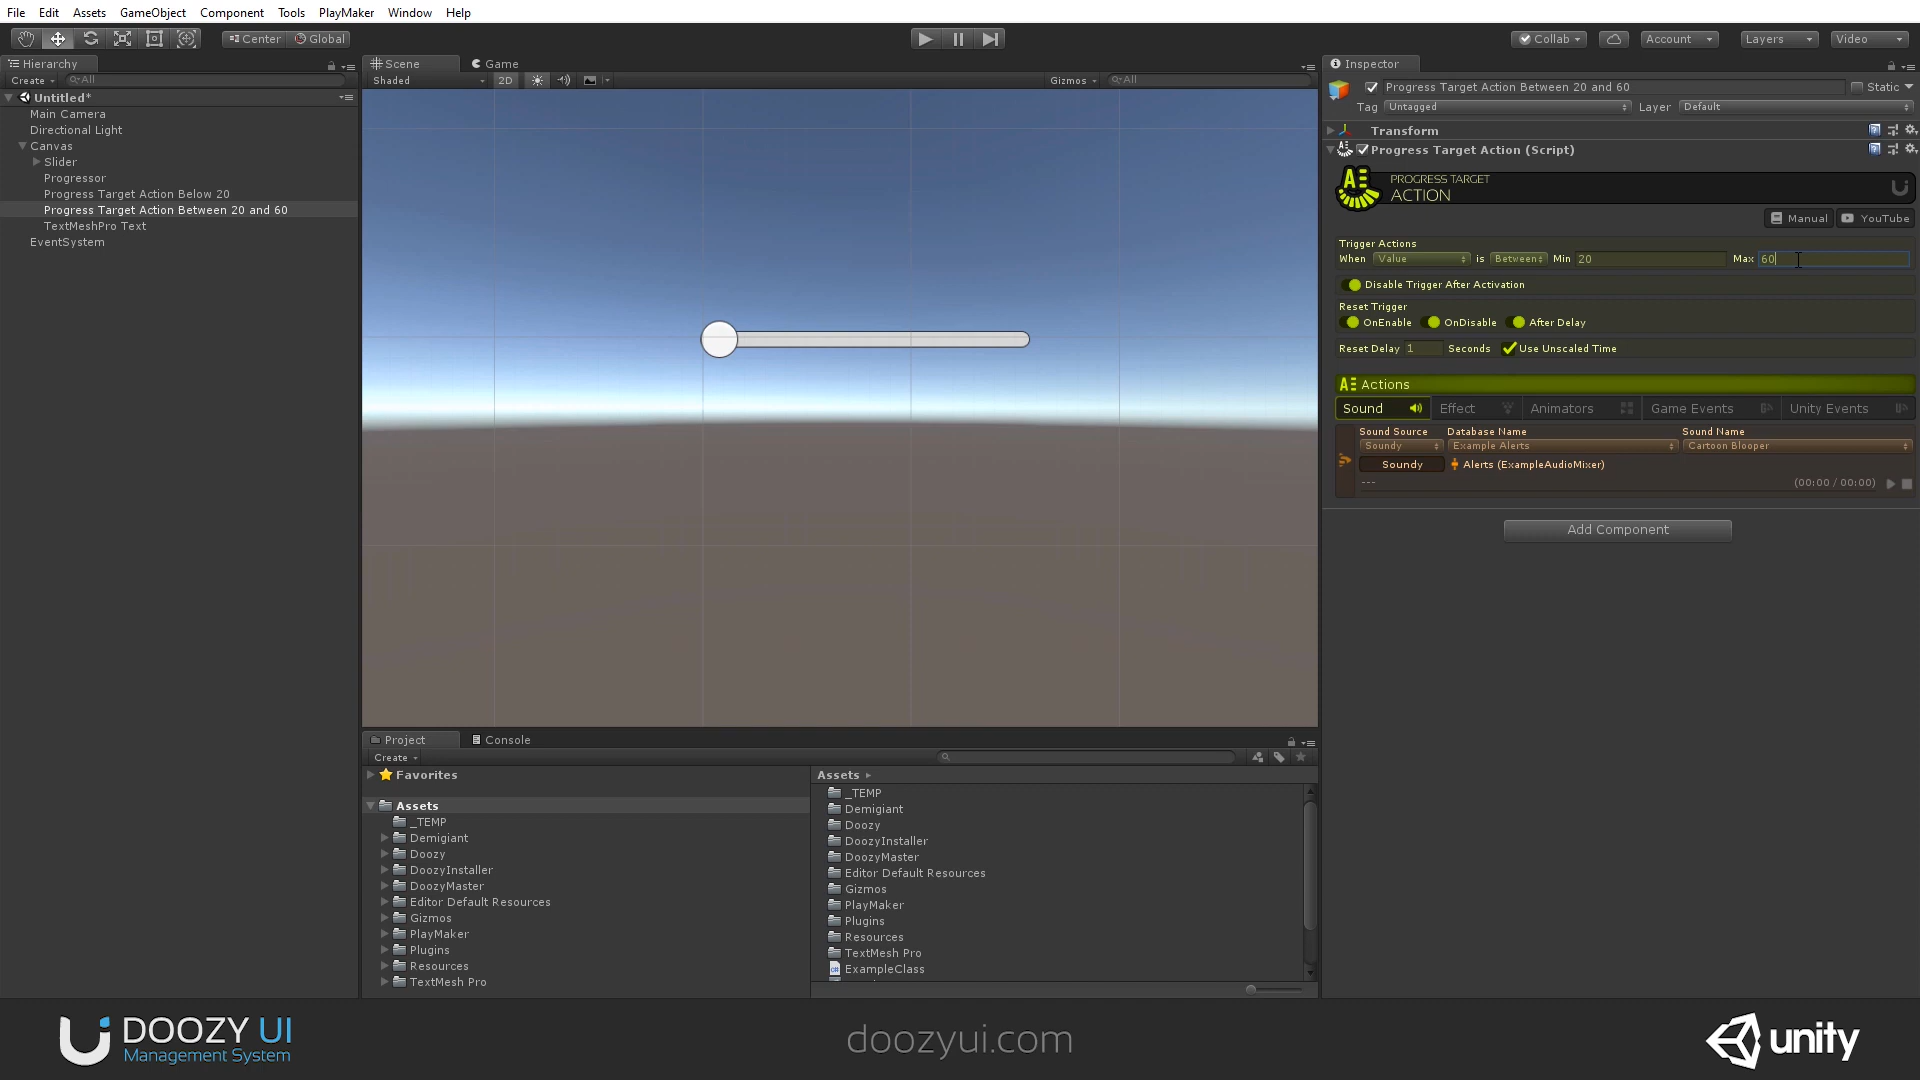 File Edit Assets GameObject Component Tools PlayMaker Window Help
Center Global
Collab Account Layers Video
Hierarchy
Create All
Untitled*
Main Camera
Directional Light
Canvas
Slider
Progressor
Progress Target Action Below 20
Progress Target Action Between 20 and 60
TextMeshPro Text
EventSystem
Scene Game
Shaded 2D Gizmos All
Inspector
Progress Target Action Between 20 and 60 Static
Tag Untagged Layer Default
Transform
Progress Target Action (Script)
PROGRESS TARGET
ACTION
Manual YouTube
Trigger Actions
When Value is Between Min 20 Max 60
Disable Trigger After Activation
Reset Trigger
OnEnable OnDisable After Delay
Reset Delay 1 Seconds Use Unscaled Time
Actions
Sound Effect Animators Game Events Unity Events
Sound Source Database Name Sound Name
Soundy Example Alerts Cartoon Blooper
Soundy Alerts (ExampleAudioMixer)
--- (00:00 / 00:00)
Add Component
Project Console
Create
Favorites
Assets
_TEMP
Demigiant
Doozy
DoozyInstaller
DoozyMaster
Editor Default Resources
Gizmos
PlayMaker
Plugins
Resources
TextMesh Pro
Assets
_TEMP
Demigiant
Doozy
DoozyInstaller
DoozyMaster
Editor Default Resources
Gizmos
PlayMaker
Plugins
Resources
TextMesh Pro
ExampleClass
DOOZY UI
Management System
doozyui.com
unity